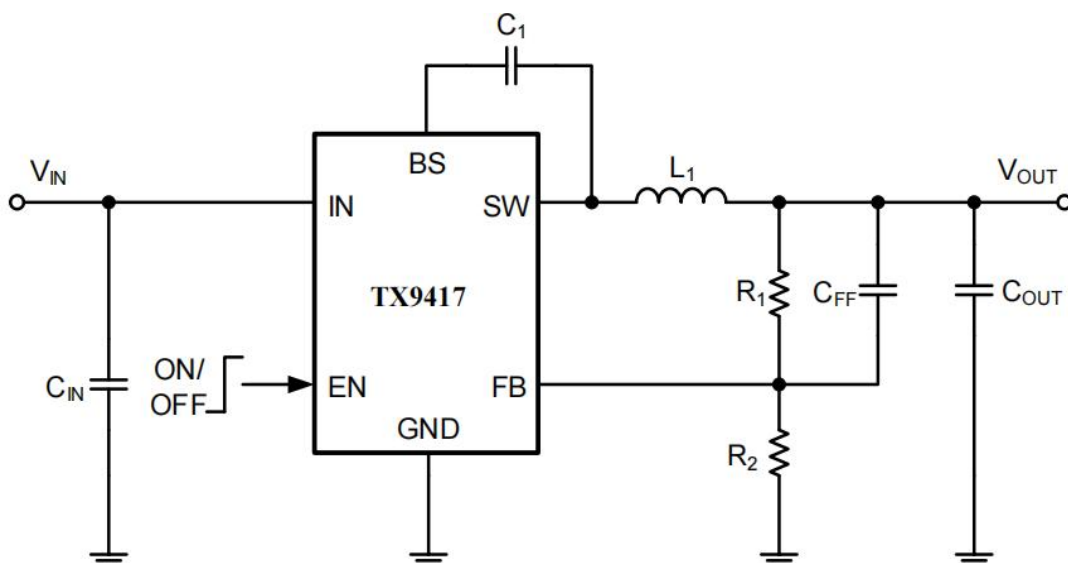 C1
BS
VIN
L1
VOUT
IN
SW
TX9417
R1
CFF
COUT
CIN
ON/
OFF
EN
FB
GND
R2